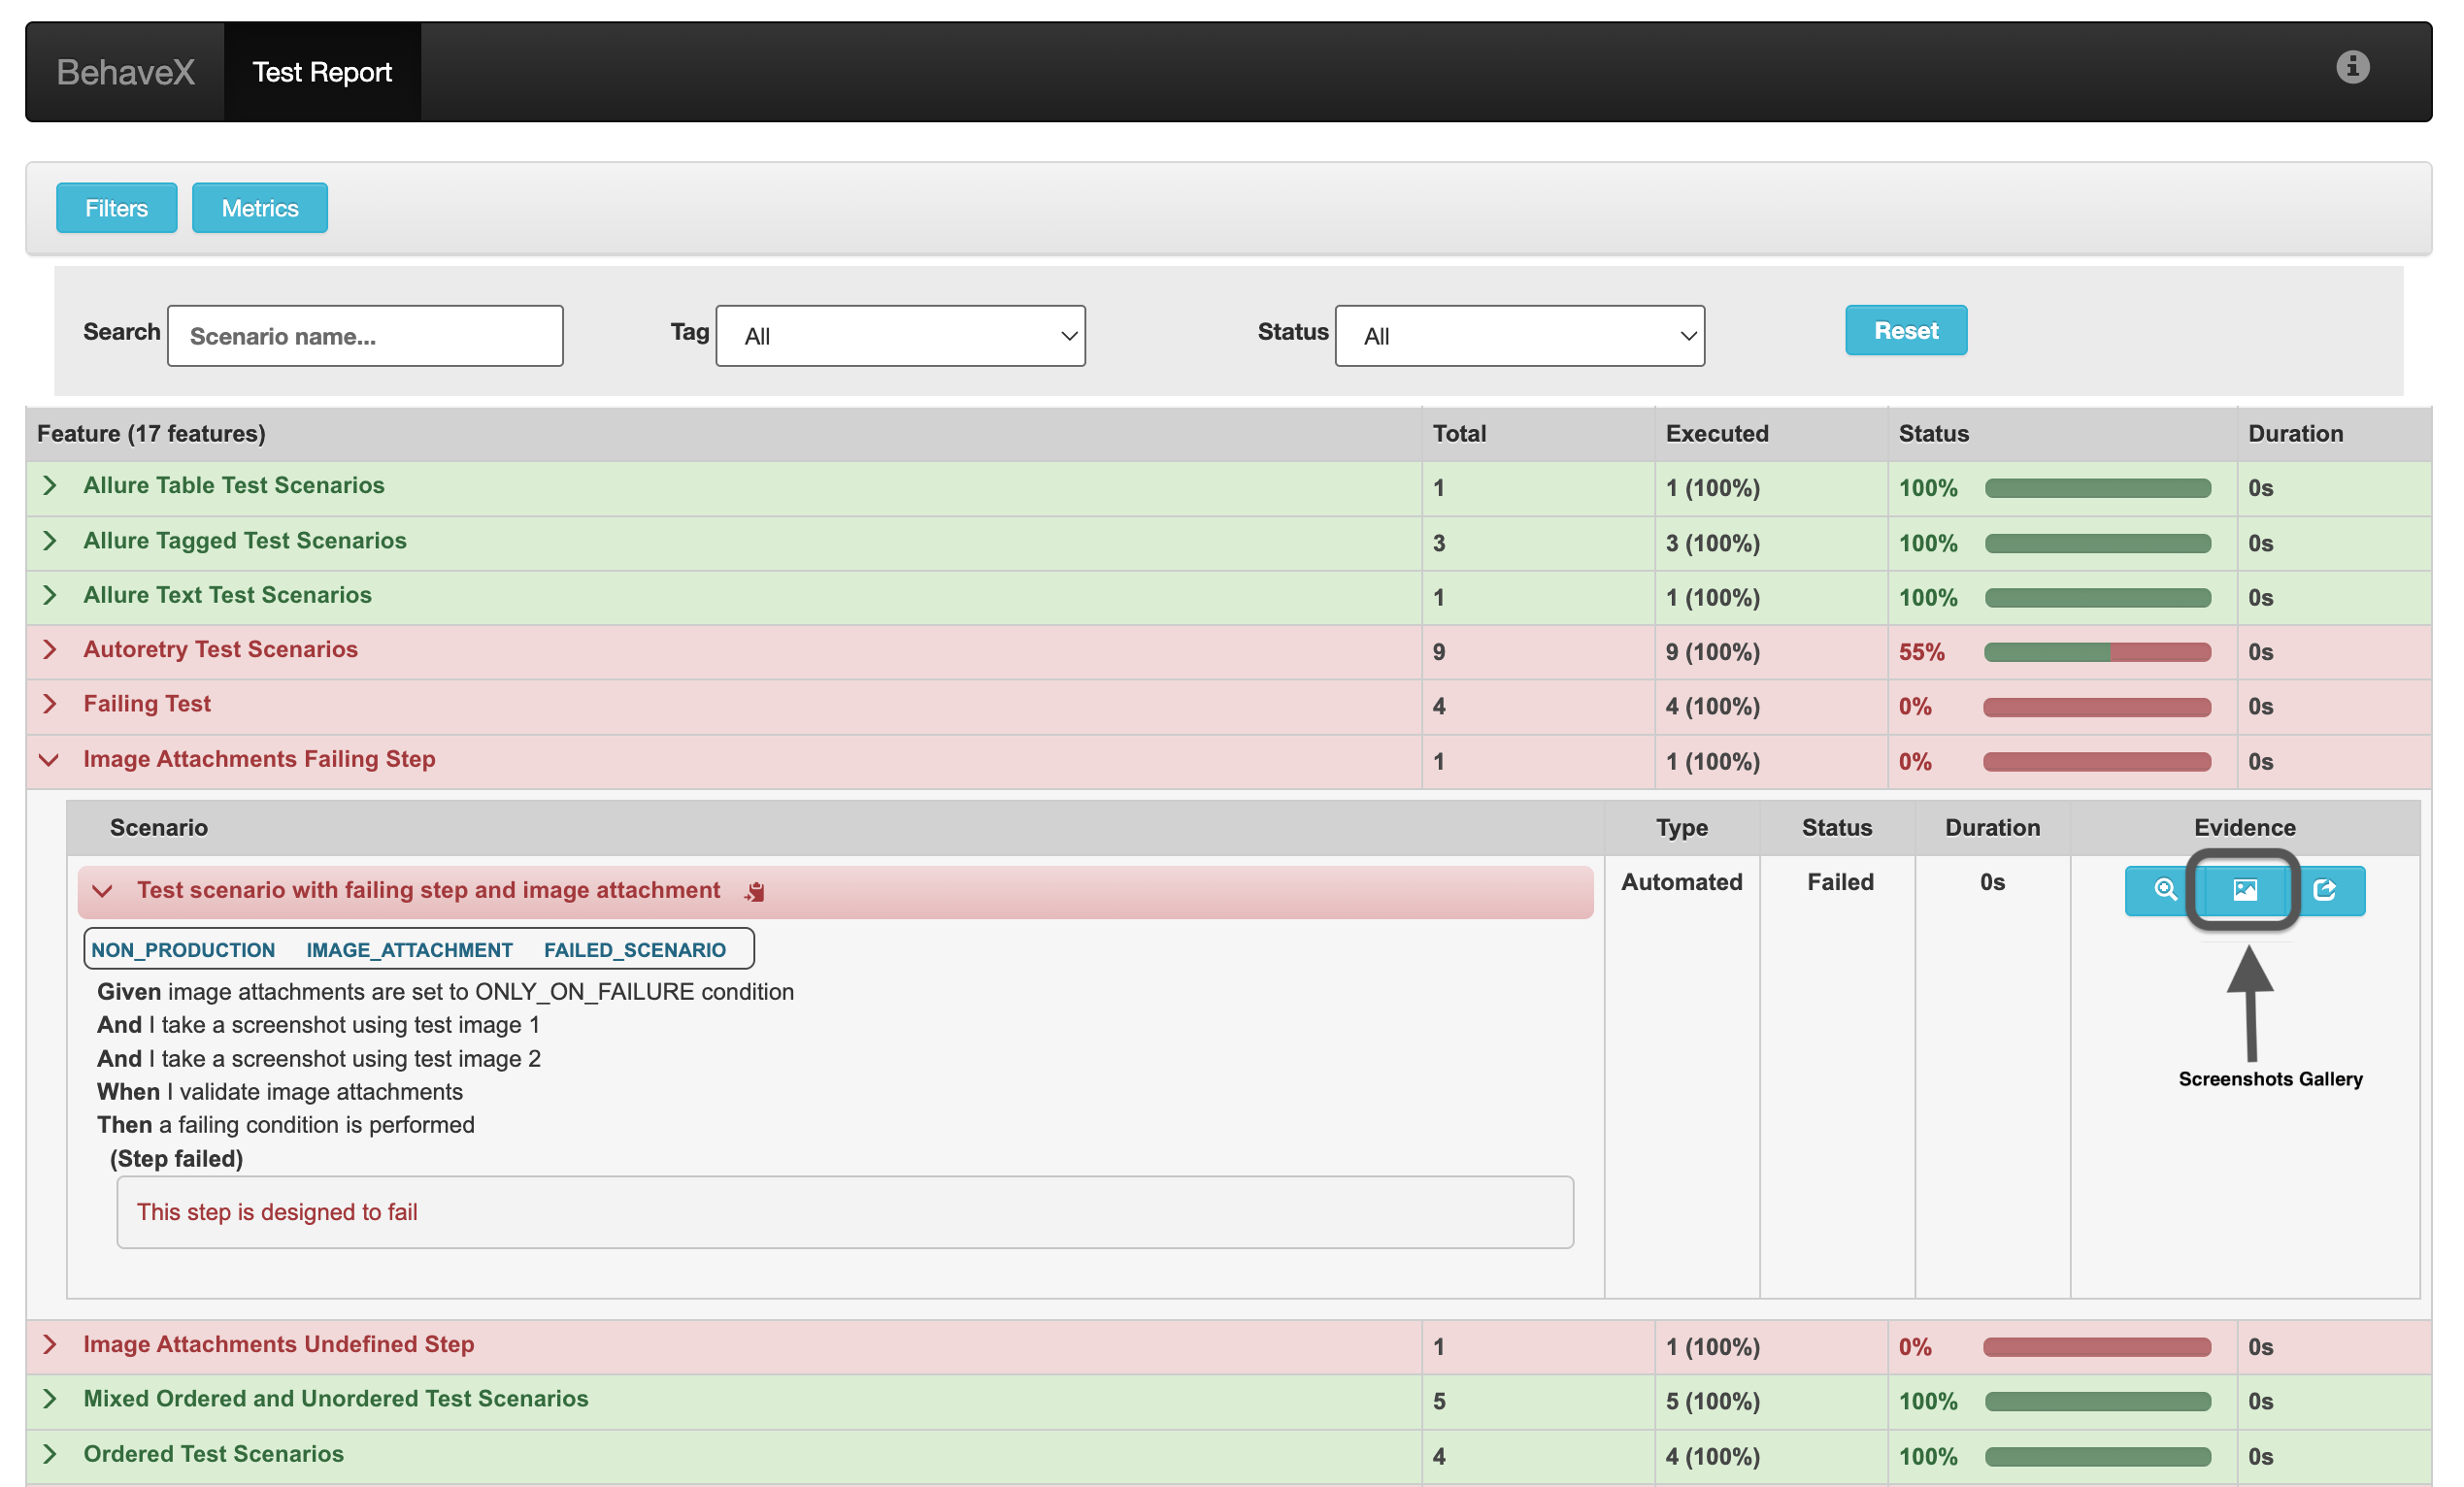 BehaveX Test Report
Filters Metrics
Search Scenario name... Tag All Status All Reset
Feature (17 features) Total Executed Status Duration
Allure Table Test Scenarios 1 1 (100%) 100% 0s
Allure Tagged Test Scenarios 3 3 (100%) 100% 0s
Allure Text Test Scenarios 1 1 (100%) 100% 0s
Autoretry Test Scenarios 9 9 (100%) 55% 0s
Failing Test 4 4 (100%) 0% 0s
Image Attachments Failing Step 1 1 (100%) 0% 0s
Scenario Type Status Duration Evidence
Test scenario with failing step and image attachment Automated Failed 0s
NON_PRODUCTION IMAGE_ATTACHMENT FAILED_SCENARIO
Given image attachments are set to ONLY_ON_FAILURE condition
And I take a screenshot using test image 1
And I take a screenshot using test image 2
Screenshots Gallery
When I validate image attachments
Then a failing condition is performed
(Step failed)
This step is designed to fail
Image Attachments Undefined Step 1 1 (100%) 0% 0s
Mixed Ordered and Unordered Test Scenarios 5 5 (100%) 100% 0s
Ordered Test Scenarios 4 4 (100%) 100% 0s